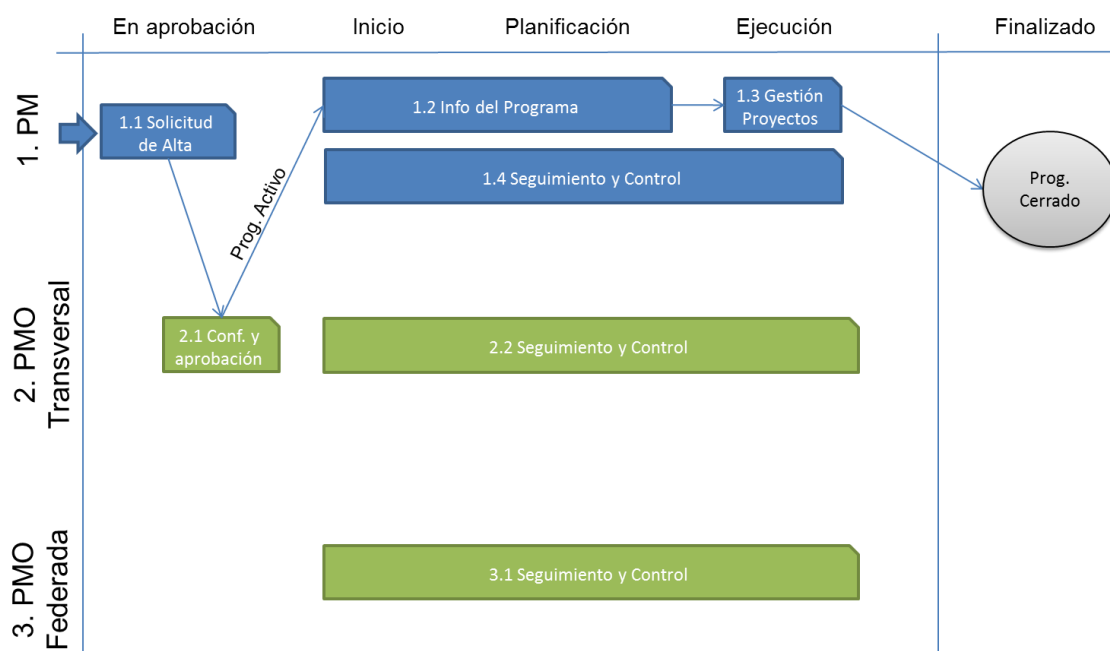 En aprobación
Inicio
Planificación
Ejecución
Finalizado
1. PM
1.1 Solicitud
de Alta
1.2 Info del Programa
1.3 Gestión
Proyectos
1.4 Seguimiento y Control
Prog.
Cerrado
Prog. Activo
2. PMO
Transversal
2.1 Conf. y
aprobación
2.2 Seguimiento y Control
3. PMO
Federada
3.1 Seguimiento y Control